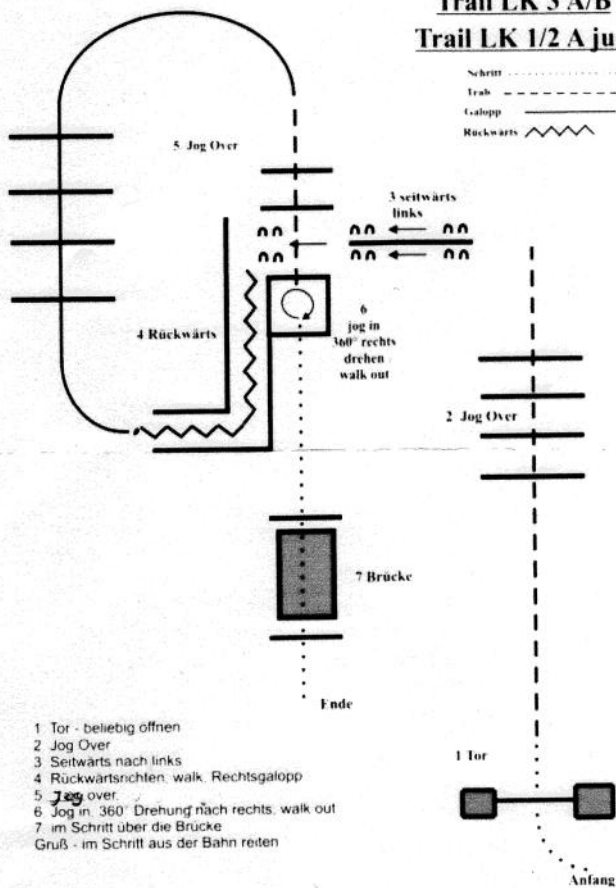 Trail LK 3 A/B
Trail LK 1/2 A ju
Schritt
Trab
Galopp
Rückwärts
5 Jog Over
3 seitwärts
links
4 Rückwärts
6
jog in
360° rechts
drehen
walk out
2 Jog Over
7 Brücke
Ende
1 Tor
Anfang
1 Tor - beliebig öffnen
2 Jog Over
3 Seitwärts nach links
4 Rückwärtsrichten, walk, Rechtsgalopp
5 Jog over.
6 Jog in, 360° Drehung nach rechts, walk out
7 im Schritt über die Brücke
Gruß - im Schritt aus der Bahn reiten